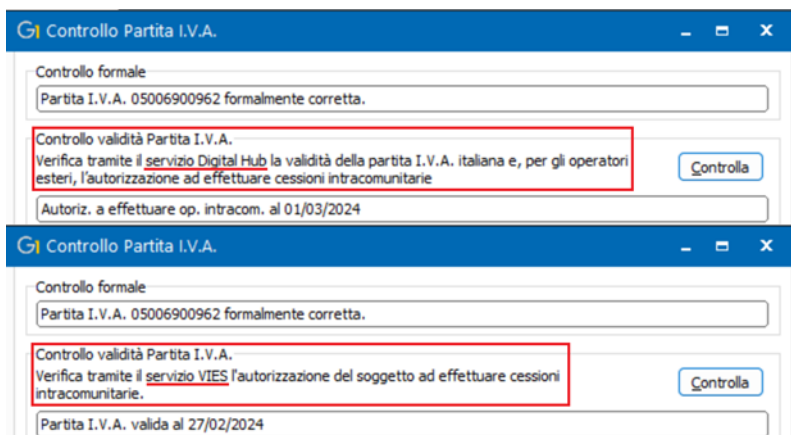 G1 Controllo Partita I.V.A.
Controllo formale
Partita I.V.A. 05006900962 formalmente corretta.
Controllo validità Partita I.V.A.
Verifica tramite il servizio Digital Hub la validità della partita I.V.A. italiana e, per gli operatori
esteri, l'autorizzazione ad effettuare cessioni intracomunitarie
Controlla
Autoriz. a effettuare op. intracom. al 01/03/2024
G1 Controllo Partita I.V.A.
Controllo formale
Partita I.V.A. 05006900962 formalmente corretta.
Controllo validità Partita I.V.A.
Verifica tramite il servizio VIES l'autorizzazione del soggetto ad effettuare cessioni
intracomunitarie.
Controlla
Partita I.V.A. valida al 27/02/2024